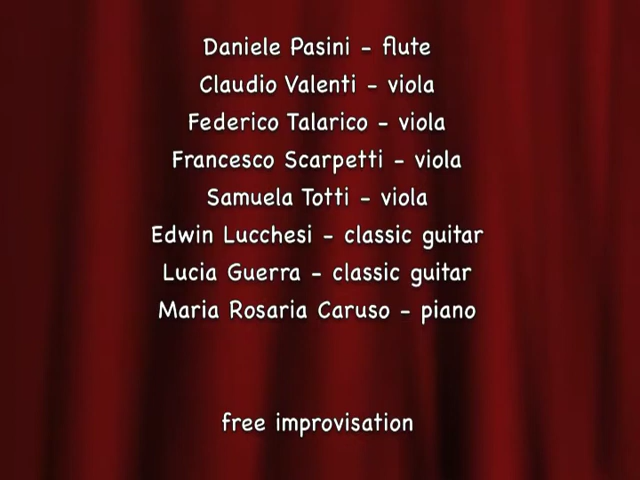 Daniele Pasini - flute
Claudio Valenti - viola
Federico Talarico - viola
Francesco Scarpetti - viola
Samuela Totti - viola
Edwin Lucchesi - classic guitar
Lucia Guerra - classic guitar
Maria Rosaria Caruso - piano
free improvisation